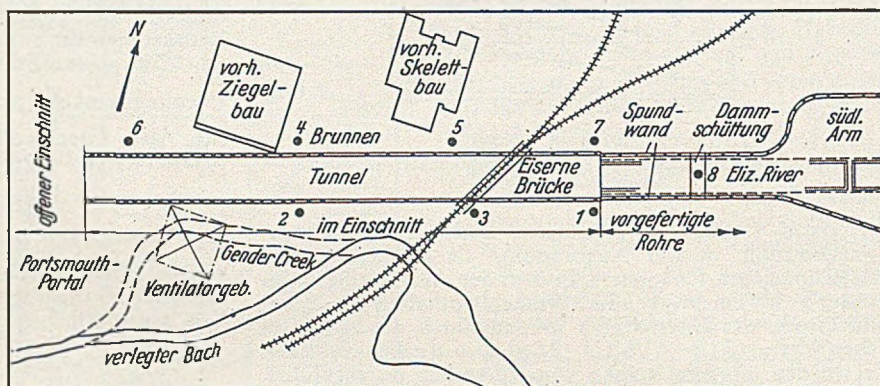 N
vorh.
Ziegel-
bau
vorh.
Skelett-
bau
offener Einschnitt
6
4
Brunnen
5
7
Spund-
wand
Damm-
schüttung
südl.
Arm
Tunnel
Eiserne
Brücke
8 Eliz. River
2
im Einschnitt
3
1
vorgefertigte
Rohre
Portsmouth-
Portal
Gender Creek
Ventilatorgeb.
verlegter Bach